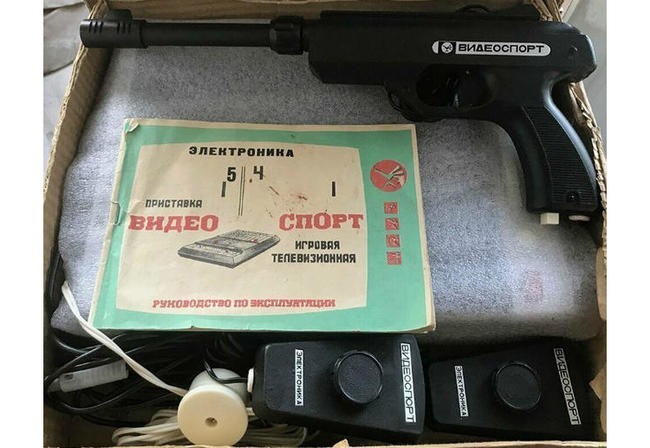 ВИДЕОСПОРТ
ЭЛЕКТРОНИКА
5 4
ПРИСТАВКА
ВИДЕО СПОРТ
ИГРОВАЯ
ТЕЛЕВИЗИОННАЯ
РУКОВОДСТВО ПО ЭКСПЛУАТАЦИИ
ЭЛЕКТРОНИКА
ВИДЕОСПОРТ
ЭЛЕКТРОНИКА
ВИДЕОСПОРТ